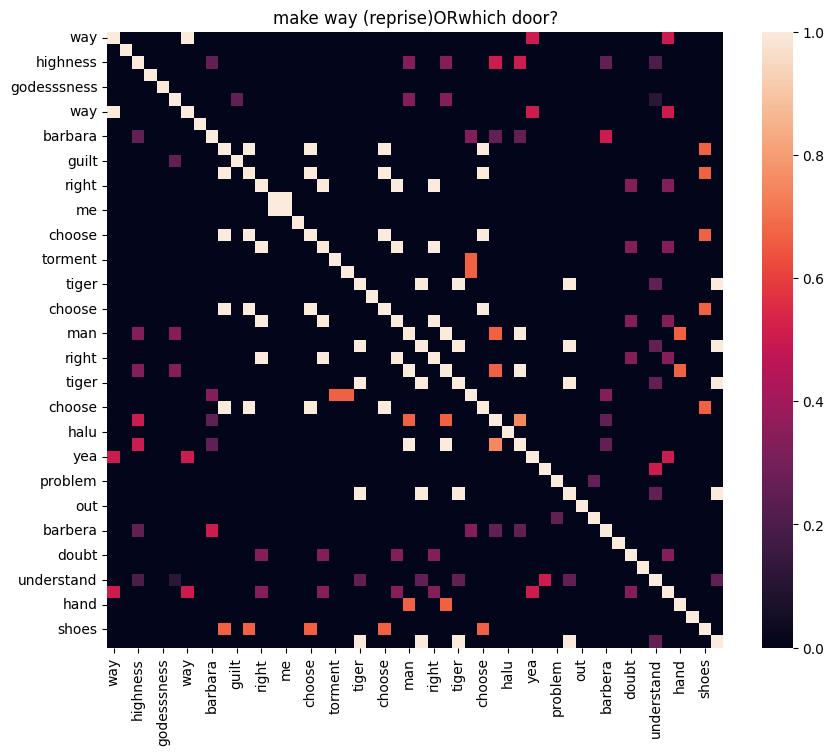 make way (reprise)ORwhich door?
way
highness
godesssness
way
barbara
guilt
right
me
choose
torment
tiger
choose
man
right
tiger
choose
halu
yea
problem
out
barbera
doubt
understand
hand
shoes
way
highness
godesssness
way
barbara
guilt
right
me
choose
torment
tiger
choose
man
right
tiger
choose
halu
yea
problem
out
barbera
doubt
understand
hand
shoes
1.0
0.8
0.6
0.4
0.2
0.0